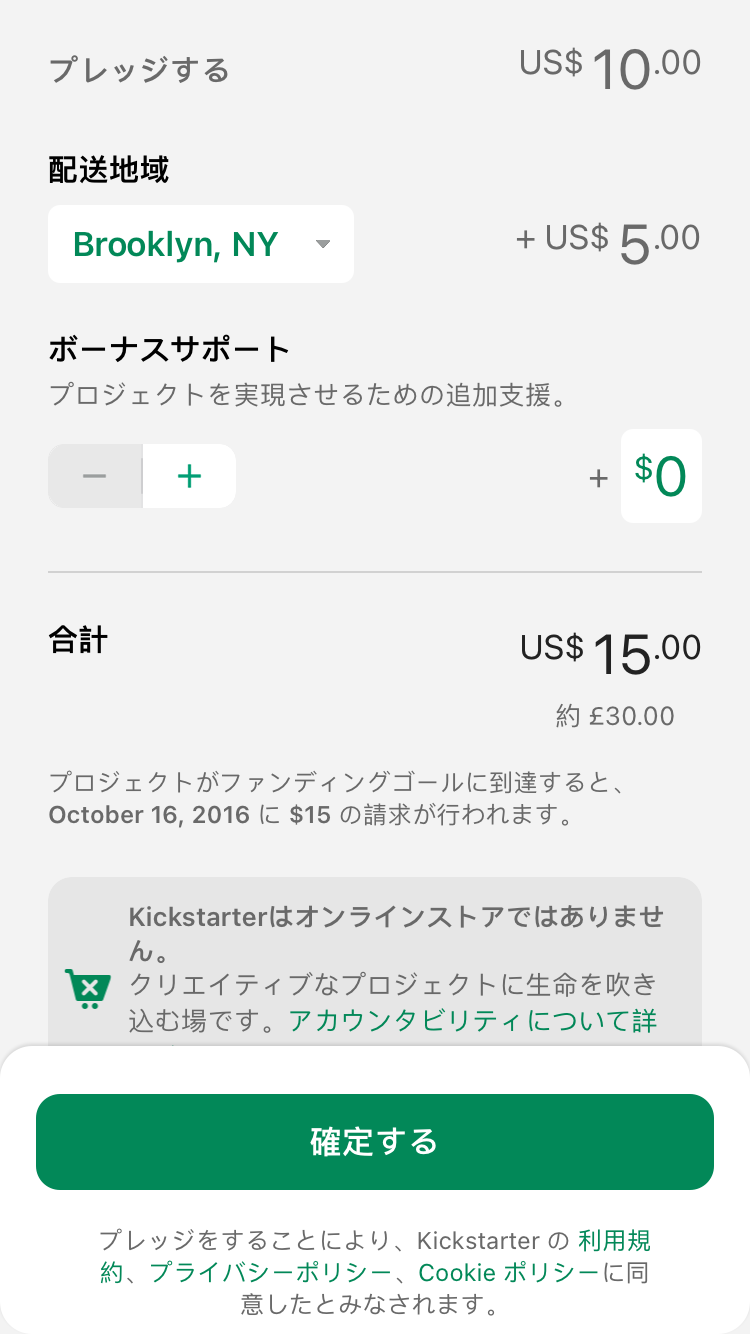 プレッジする US$ 10.00
配送地域
Brooklyn, NY + US$ 5.00
ボーナスサポート
プロジェクトを実現させるための追加支援。
− + + $0
合計 US$ 15.00
約 £30.00
プロジェクトがファンディングゴールに到達すると、
October 16, 2016 に $15 の請求が行われます。
Kickstarterはオンラインストアではありませ
ん。
クリエイティブなプロジェクトに生命を吹き
込む場です。アカウンタビリティについて詳
確定する
プレッジをすることにより、Kickstarter の 利用規
約、プライバシーポリシー、Cookie ポリシーに同
意したとみなされます。